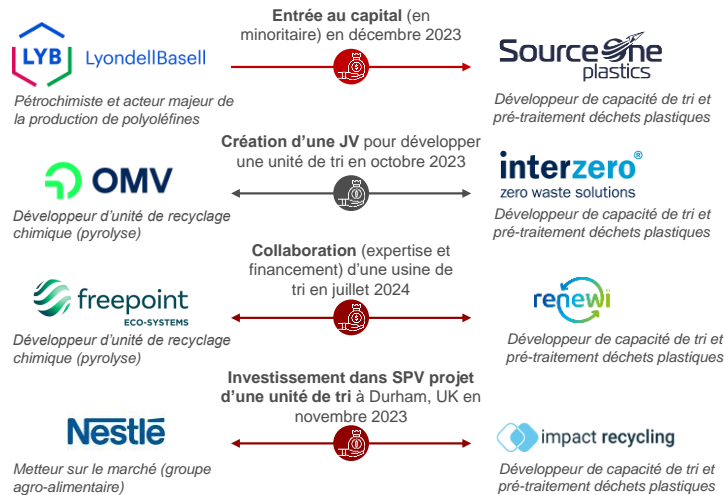 Entrée au capital (en
minoritaire) en décembre 2023
LYB LyondellBasell
SourceOne
plastics
Pétrochimiste et acteur majeur de
la production de polyoléfines
Développeur de capacité de tri et
pré-traitement déchets plastiques
Création d’une JV pour développer
une unité de tri en octobre 2023
OMV
interzero®
zero waste solutions
Développeur d’unité de recyclage
chimique (pyrolyse)
Développeur de capacité de tri et
pré-traitement déchets plastiques
Collaboration (expertise et
financement) d’une usine de
tri en juillet 2024
freepoint
ECO-SYSTEMS
renewi
Développeur d’unité de recyclage
chimique (pyrolyse)
Développeur de capacité de tri et
pré-traitement déchets plastiques
Investissement dans SPV projet
d’une unité de tri à Durham, UK en
novembre 2023
Nestlé
impact recycling
Metteur sur le marché (groupe
agro-alimentaire)
Développeur de capacité de tri et
pré-traitement déchets plastiques